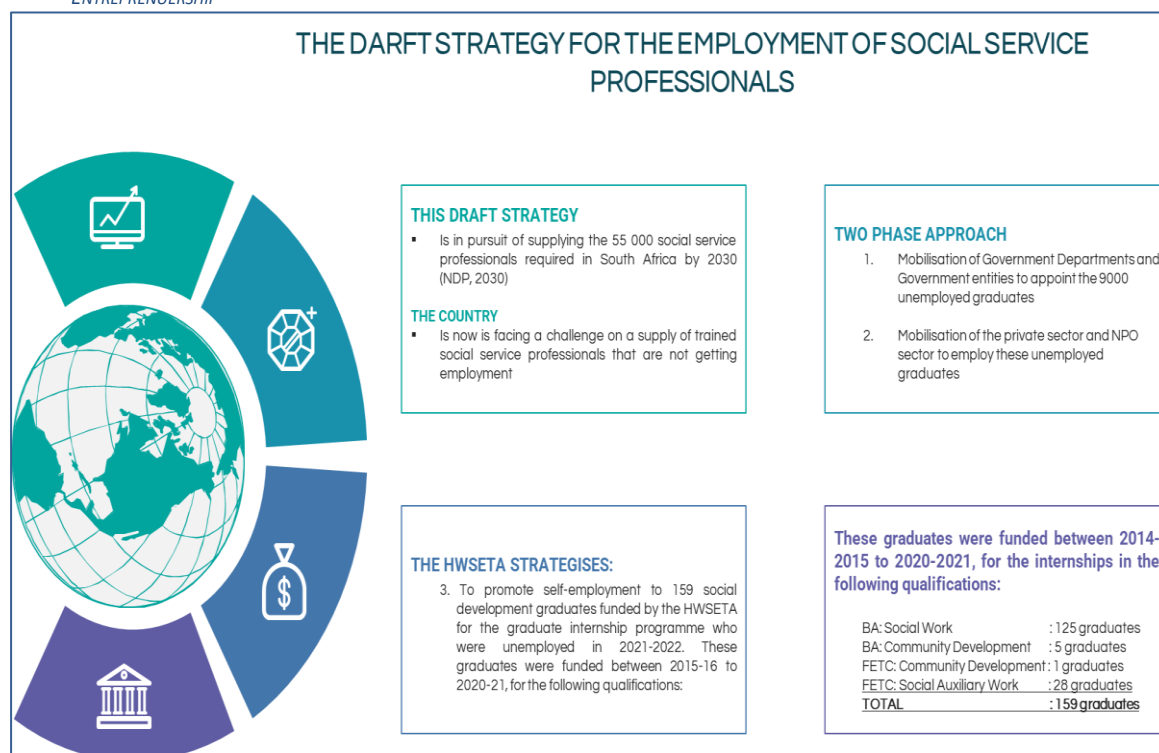 ENTREPRENUERSHIP
THE DARFT STRATEGY FOR THE EMPLOYMENT OF SOCIAL SERVICE
PROFESSIONALS
THIS DRAFT STRATEGY
▪ Is in pursuit of supplying the 55 000 social service
professionals required in South Africa by 2030
(NDP, 2030)
THE COUNTRY
▪ Is now is facing a challenge on a supply of trained
social service professionals that are not getting
employment
TWO PHASE APPROACH
1. Mobilisation of Government Departments and
Government entities to appoint the 9000
unemployed graduates
2. Mobilisation of the private sector and NPO
sector to employ these unemployed
graduates
THE HWSETA STRATEGISES:
3. To promote self-employment to 159 social
development graduates funded by the HWSETA
for the graduate internship programme who
were unemployed in 2021-2022. These
graduates were funded between 2015-16 to
2020-21, for the following qualifications:
These graduates were funded between 2014-
2015 to 2020-2021, for the internships in the
following qualifications:
BA: Social Work : 125 graduates
BA: Community Development : 5 graduates
FETC: Community Development : 1 graduates
FETC: Social Auxiliary Work : 28 graduates
TOTAL : 159 graduates
$